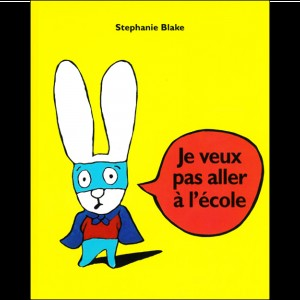 Stephanie Blake
Je veux
pas aller
à l'école